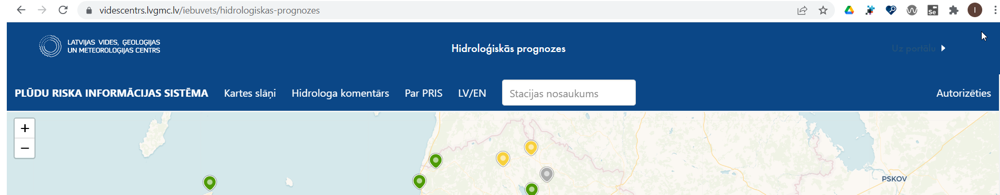 videscentrs.lvgmc.lv/iebuvets/hidrologiskas-prognozes
Se
I
LATVIJAS VIDES, ĢEOLOĢIJAS
UN METEOROLOĢIJAS CENTRS
Hidroloģiskās prognozes
Uz portālu
PLŪDU RISKA INFORMĀCIJAS SISTĒMA
Kartes slāņi
Hidrologa komentārs
Par PRIS
LV/EN
Stacijas nosaukums
Autorizēties
+
−
PSKOV